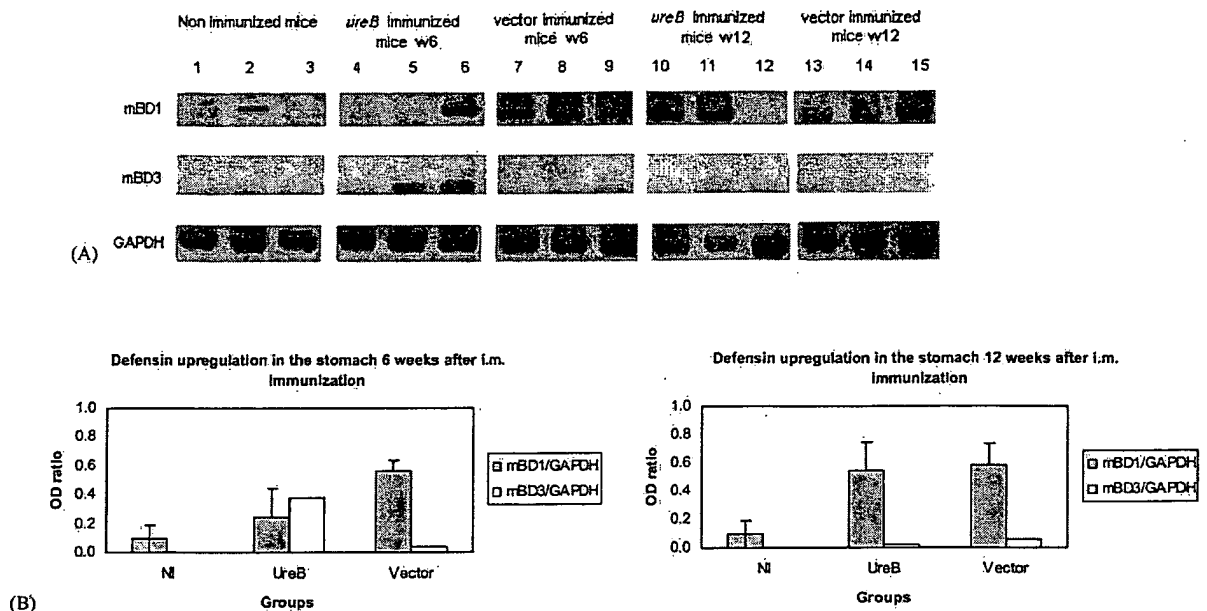 Non immunized mice
ureB immunized mice w6
vector immunized mice w6
ureB immunized mice w12
vector immunized mice w12
1 2 3 4 5 6 7 8 9 10 11 12 13 14 15
mBD1
mBD3
(A) GAPDH
Defensin upregulation in the stomach 6 weeks after i.m.
immunization
1.0
0.8
0.6
0.4
0.2
0.0
OD ratio
NI UreB Vector
Groups
mBD1/GAPDH
mBD3/GAPDH
Defensin upregulation in the stomach 12 weeks after i.m.
immunization
1.0
0.8
0.6
0.4
0.2
0.0
OD ratio
NI UreB Vector
Groups
mBD1/GAPDH
mBD3/GAPDH
(B)